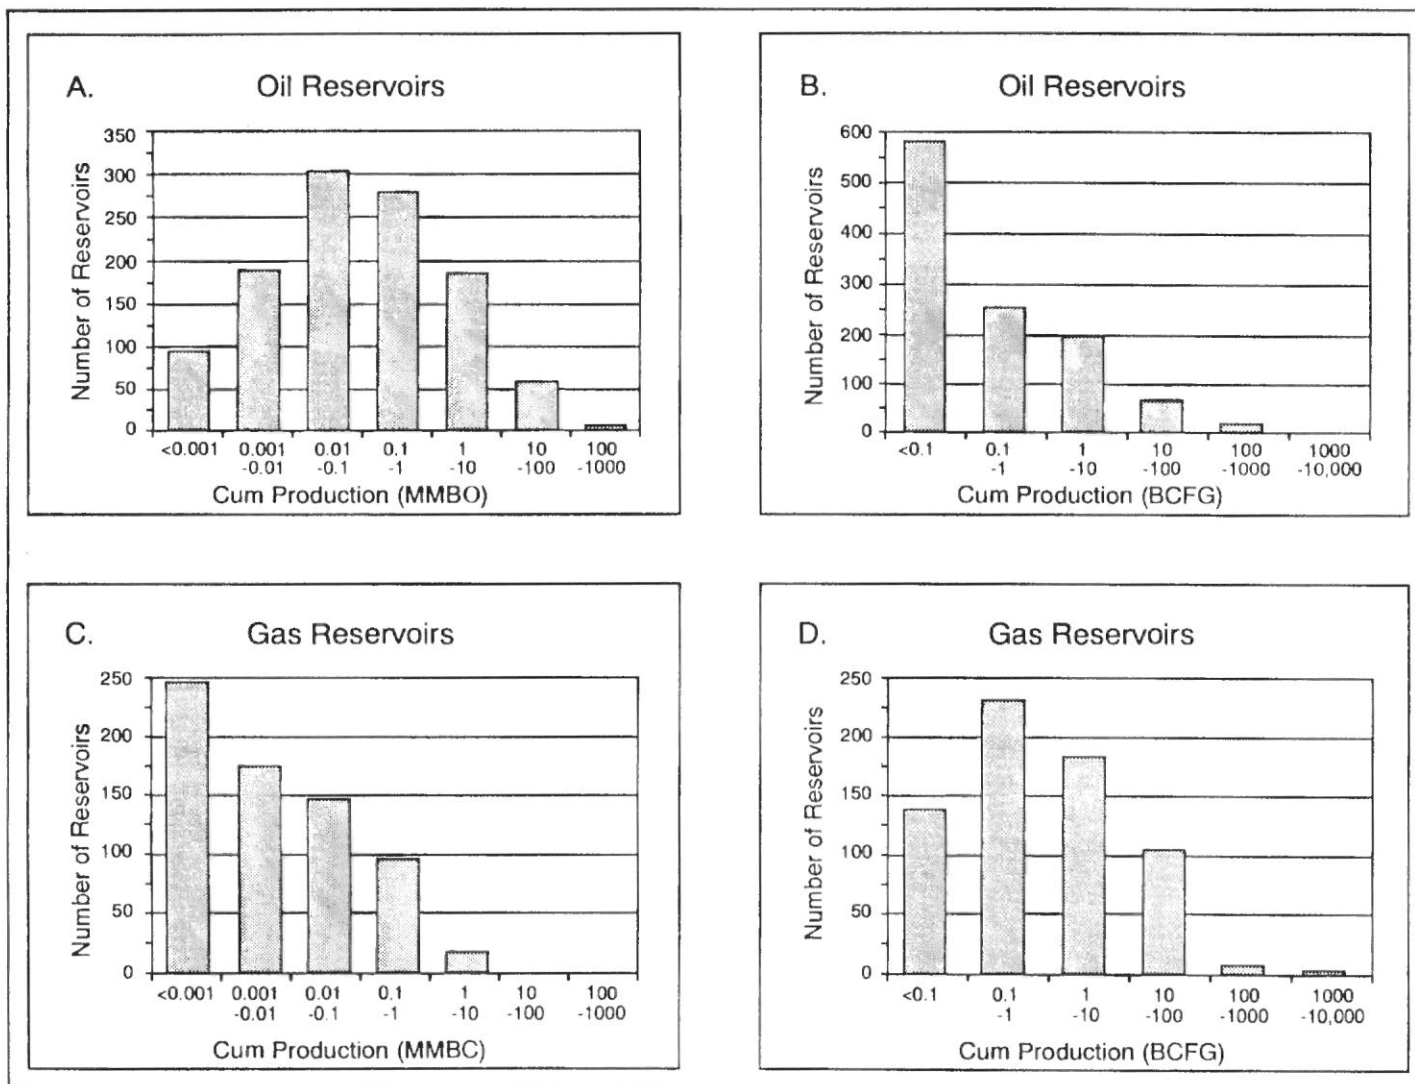 A. Oil Reservoirs
Number of Reservoirs
350
300
250
200
150
100
50
0
<0.001 0.001 0.01 0.1 1 10 100
-0.01 -0.1 -1 -10 -100 -1000
Cum Production (MMBO)
B. Oil Reservoirs
Number of Reservoirs
600
500
400
300
200
100
0
<0.1 0.1 1 10 100 1000
-1 -10 -100 -1000 -10,000
Cum Production (BCFG)
C. Gas Reservoirs
Number of Reservoirs
250
200
150
100
50
0
<0.001 0.001 0.01 0.1 1 10 100
-0.01 -0.1 -1 -10 -100 -1000
Cum Production (MMBC)
D. Gas Reservoirs
Number of Reservoirs
250
200
150
100
50
0
<0.1 0.1 1 10 100 1000
-1 -10 -100 -1000 -10,000
Cum Production (BCFG)